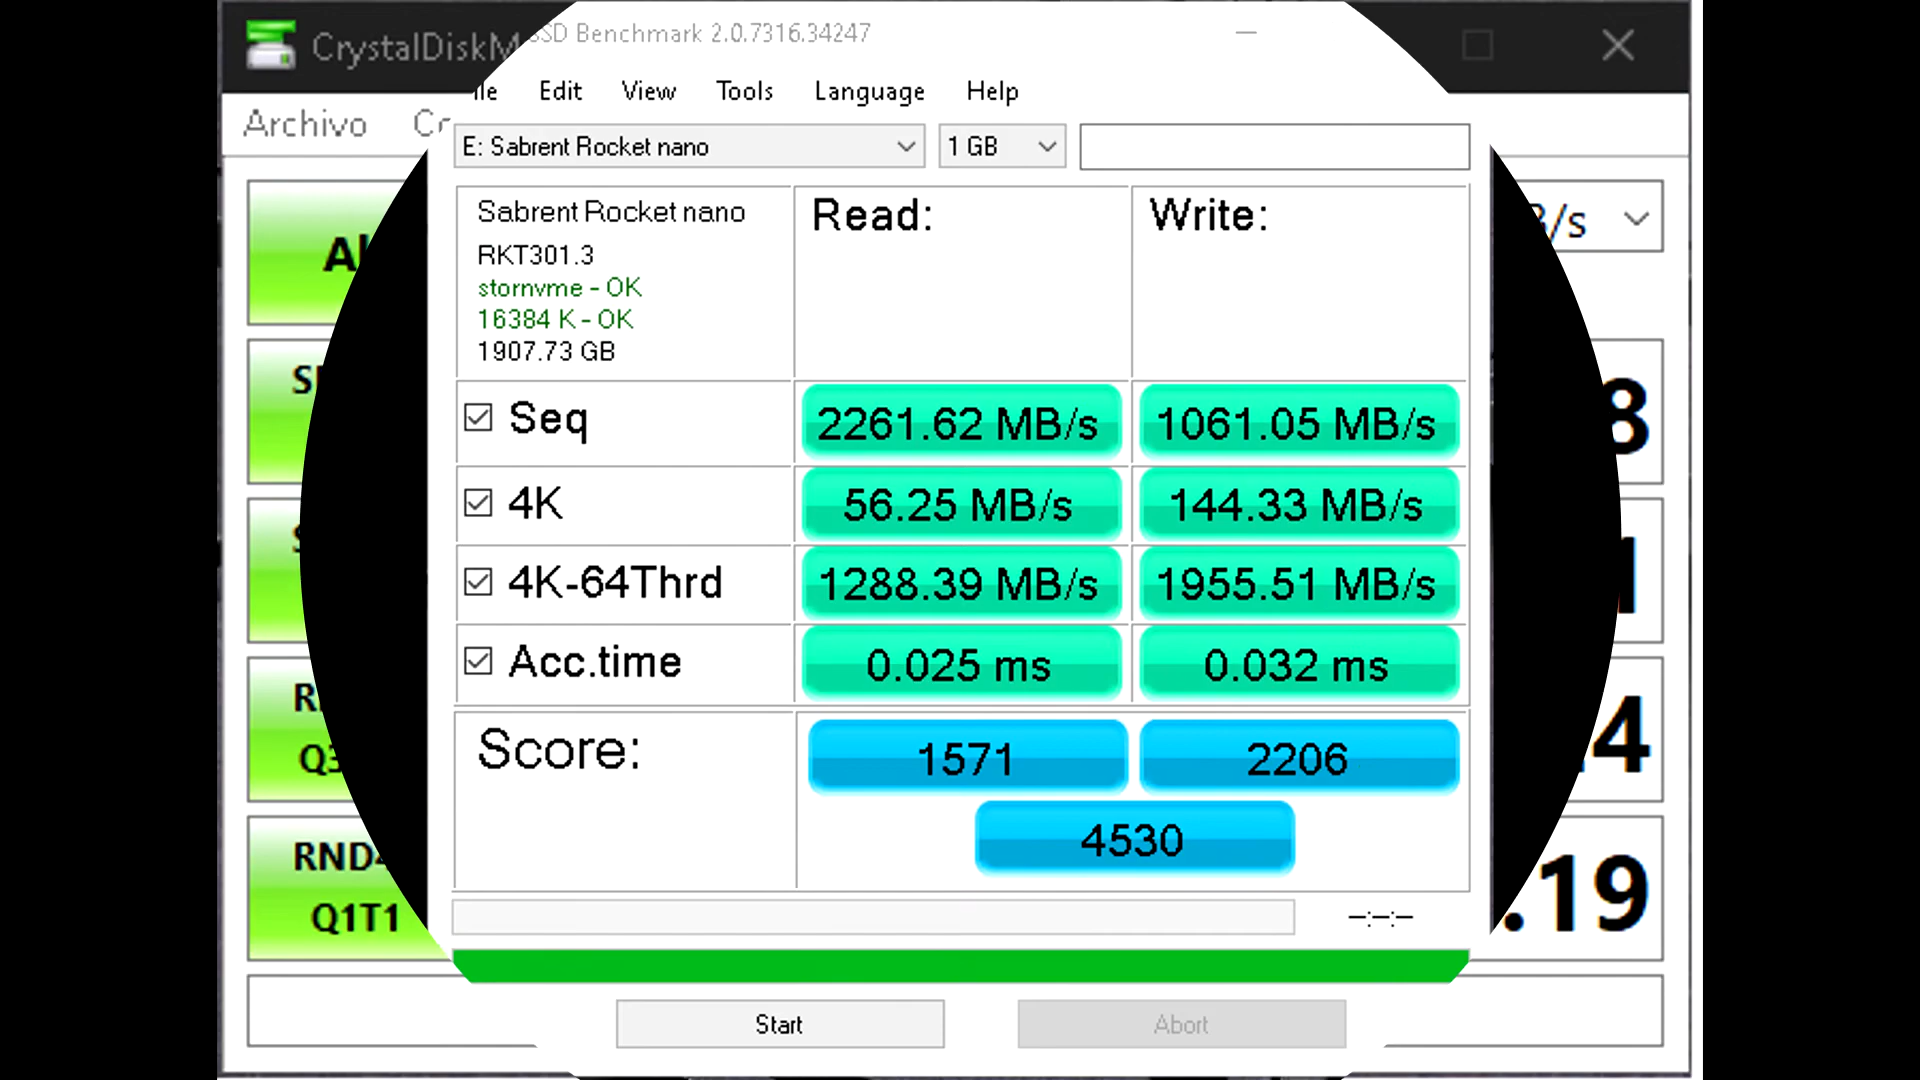 CrystalDiskM
SSD Benchmark 2.0.7316.34247
Edit View Tools Language Help
Archivo
E: Sabrent Rocket nano 1 GB
Sabrent Rocket nano
RKT301.3
stornvme - OK
16384 K - OK
1907.73 GB
Read: Write:
Seq 2261.62 MB/s 1061.05 MB/s
4K 56.25 MB/s 144.33 MB/s
4K-64Thrd 1288.39 MB/s 1955.51 MB/s
Acc.time 0.025 ms 0.032 ms
Score: 1571 2206
4530
RND4
Q1T1
.19
-:-:-
Start Abort